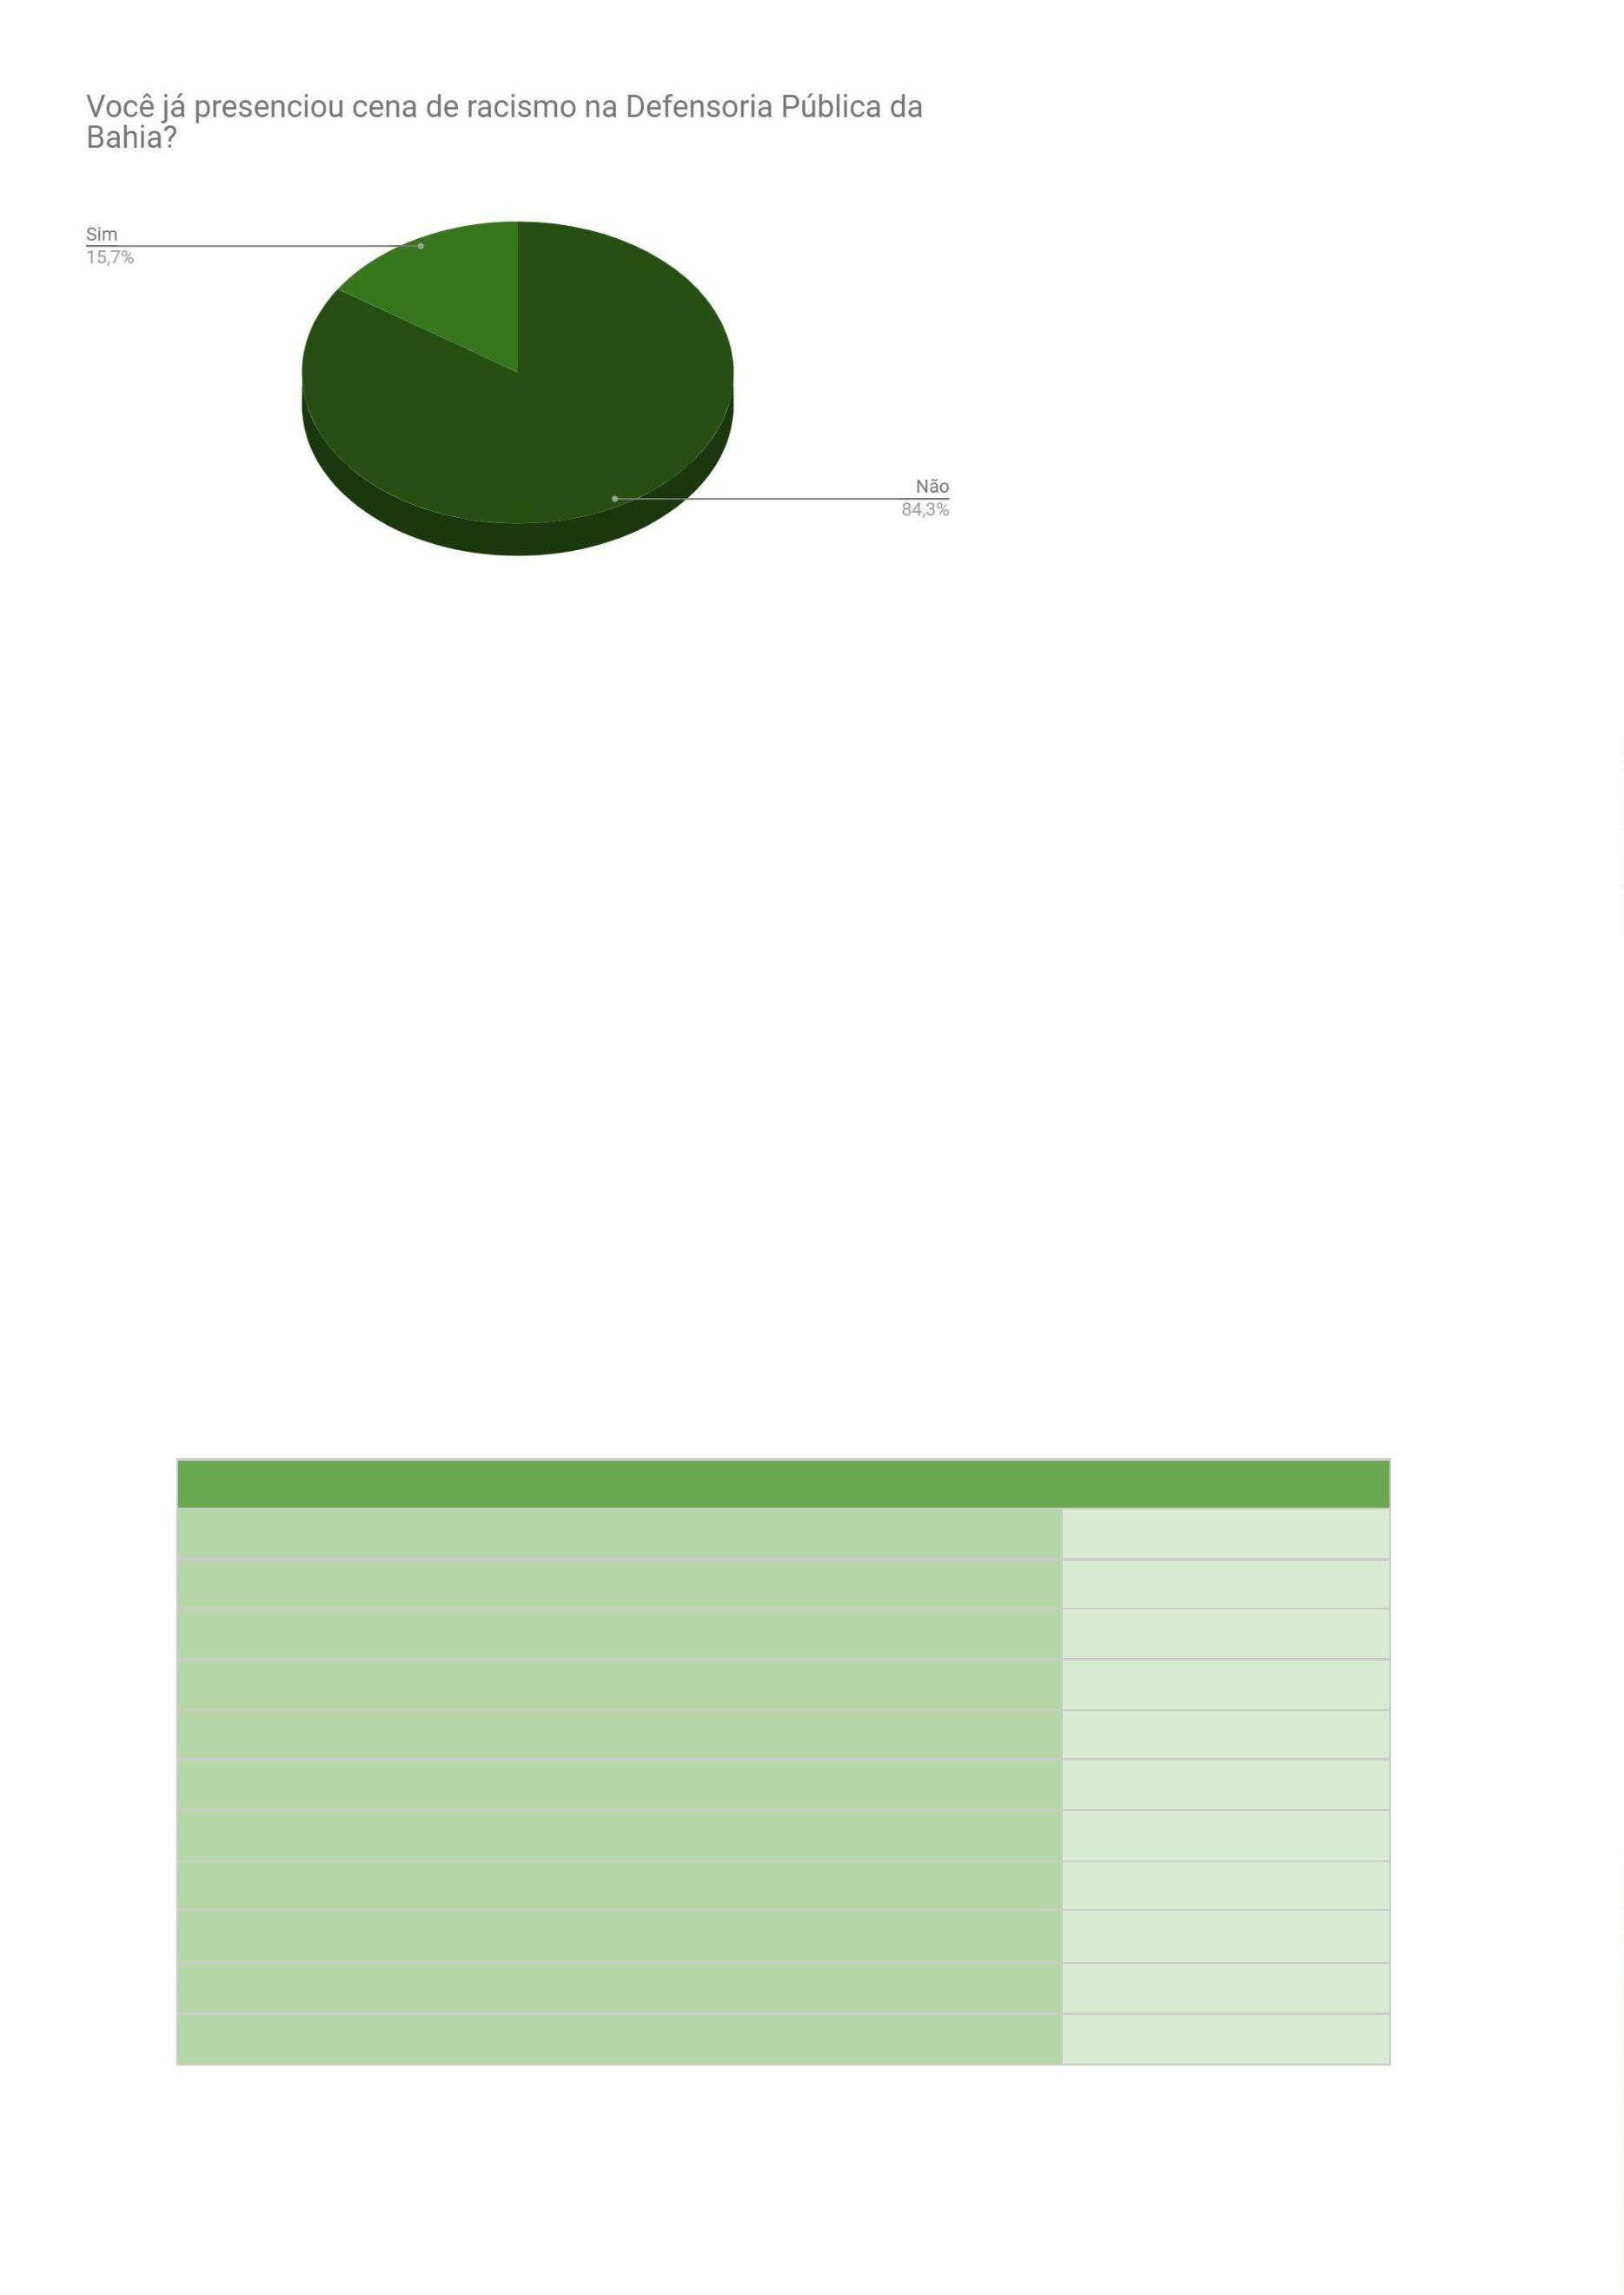 Você já presenciou cena de racismo na Defensoria Pública da
Bahia?
Sim
15,7%
Não
84,3%